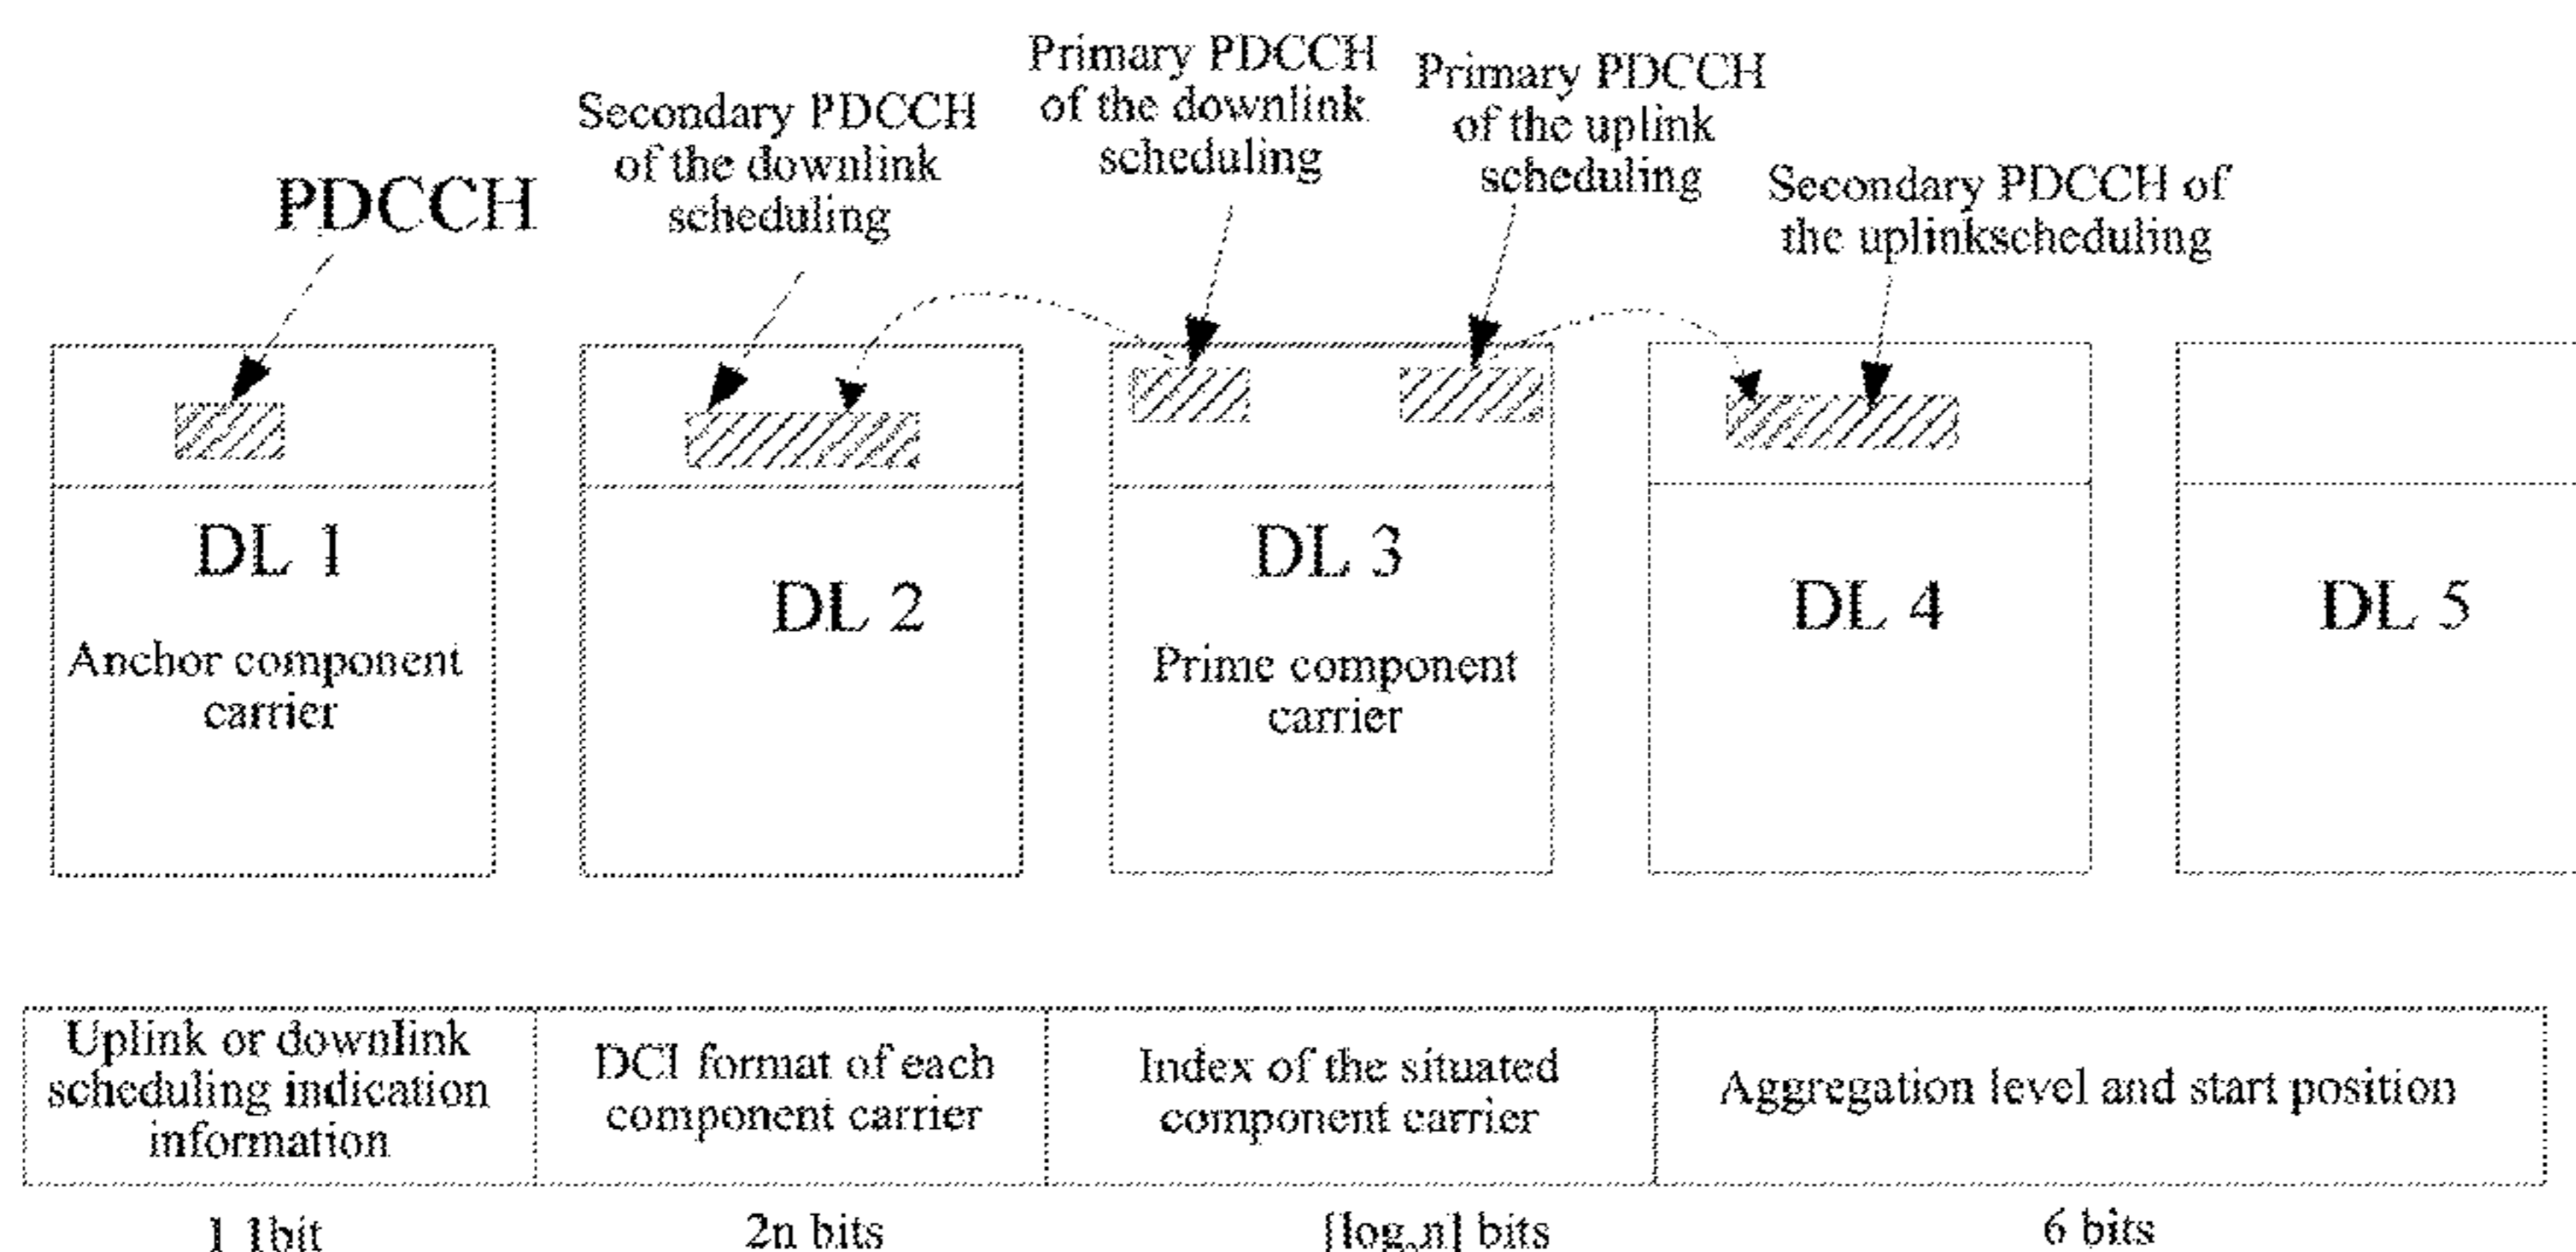 PDCCH
Secondary PDCCH
of the downlink
scheduling
Primary PDCCH
of the downlink
scheduling
Primary PDCCH
of the uplink
scheduling
Secondary PDCCH of
the uplinkscheduling
DL 1
Anchor component
carrier
DL 2
DL 3
Prime component
carrier
DL 4
DL 5
Uplink or downlink
scheduling indication
information
DCI format of each
component carrier
Index of the situated
component carrier
Aggregation level and start position
1 1bit
2n bits
⌈log₂n⌉ bits
6 bits